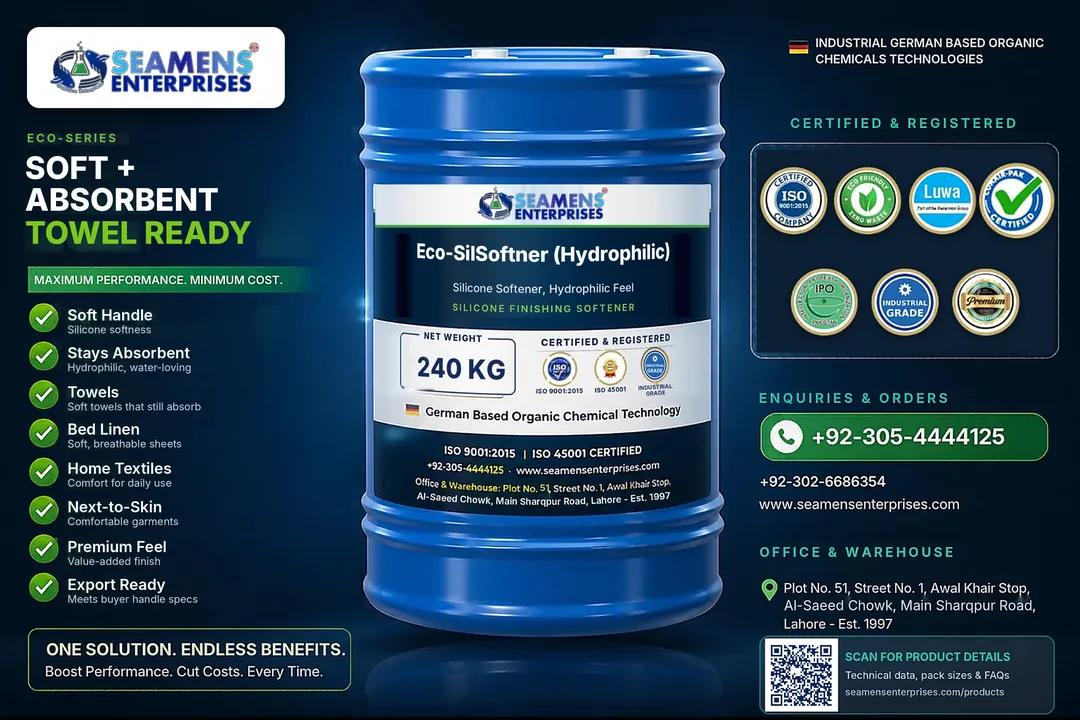 SEAMENS
ENTERPRISES
ECO-SERIES
SOFT +
ABSORBENT
TOWEL READY
MAXIMUM PERFORMANCE. MINIMUM COST.
Soft Handle
Silicone softness
Stays Absorbent
Hydrophilic, water-loving
Towels
Soft towels that still absorb
Bed Linen
Soft, breathable sheets
Home Textiles
Comfort for daily use
Next-to-Skin
Comfortable garments
Premium Feel
Value-added finish
Export Ready
Meets buyer handle specs
ONE SOLUTION. ENDLESS BENEFITS.
Boost Performance. Cut Costs. Every Time.
SEAMENS
ENTERPRISES
Eco-SilSoftner (Hydrophilic)
Silicone Softener, Hydrophilic Feel
SILICONE FINISHING SOFTENER
NET WEIGHT
240 KG
CERTIFIED & REGISTERED
ISO
INDUSTRIAL
GRADE
ISO 9001:2015
ISO 45001
INDUSTRIAL
GRADE
German Based Organic Chemical Technology
ISO 9001:2015 | ISO 45001 CERTIFIED
+92-305-4444125 · www.seamensenterprises.com
Office & Warehouse: Plot No. 51, Street No. 1, Awal Khair Stop,
Al-Saeed Chowk, Main Sharqpur Road, Lahore - Est. 1997
INDUSTRIAL GERMAN BASED ORGANIC
CHEMICALS TECHNOLOGIES
CERTIFIED & REGISTERED
CERTIFIED
ISO
9001:2015
COMPANY
ECO FRIENDLY
ZERO WASTE
Luwa
Part of the
Group
CERTIFIED
IPO
PAKISTAN
INDUSTRIAL
GRADE
Premium
ENQUIRIES & ORDERS
+92-305-4444125
+92-302-6686354
www.seamensenterprises.com
OFFICE & WAREHOUSE
Plot No. 51, Street No. 1, Awal Khair Stop,
Al-Saeed Chowk, Main Sharqpur Road,
Lahore - Est. 1997
SCAN FOR PRODUCT DETAILS
Technical data, pack sizes & FAQs
seamensenterprises.com/products